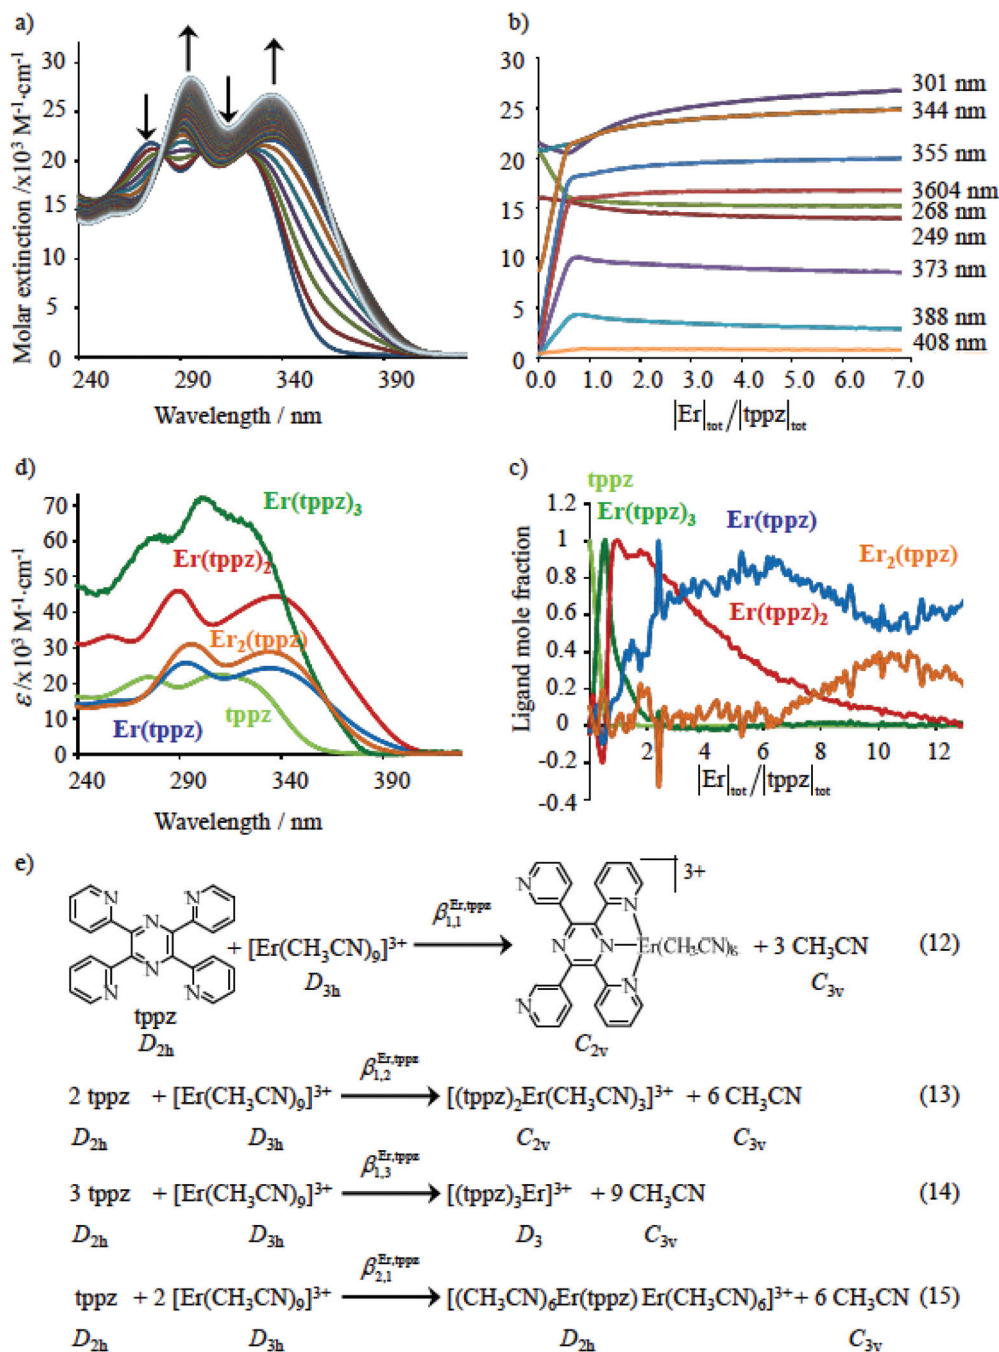 a)
Molar extinction /x10³ M⁻¹·cm⁻¹
30
25
20
15
10
5
0
240 290 340 390
Wavelength / nm
b)
30
25
20
15
10
5
0
0.0 1.0 2.0 3.0 4.0 5.0 6.0 7.0
301 nm
344 nm
355 nm
3604 nm
268 nm
249 nm
373 nm
388 nm
408 nm
|Er|tot/|tppz|tot
d)
ε/x10³ M⁻¹·cm⁻¹
70
60
50
40
30
20
10
0
240 290 340 390
Er(tppz)₃
Er(tppz)₂
Er₂(tppz)
Er(tppz)
tppz
Wavelength / nm
c)
Ligand mole fraction
1.2
1
0.8
0.6
0.4
0.2
0
-0.2
-0.4
2 4 6 8 10 12
tppz
Er(tppz)₃
Er(tppz)
Er₂(tppz)
Er(tppz)₂
|Er|tot/|tppz|tot
e)
N N N N N N
tppz
D₂h
+ [Er(CH₃CN)₉]³⁺
D₃h
β₁,₁^Er,tppz
N N N N N N Er(CH₃CN)₆ 3+
C₂v
+ 3 CH₃CN
C₃v
(12)
2 tppz + [Er(CH₃CN)₉]³⁺ β₁,₂^Er,tppz [(tppz)₂Er(CH₃CN)₃]³⁺ + 6 CH₃CN (13)
D₂h D₃h C₂v C₃v
3 tppz + [Er(CH₃CN)₉]³⁺ β₁,₃^Er,tppz [(tppz)₃Er]³⁺ + 9 CH₃CN (14)
D₂h D₃h D₃ C₃v
tppz + 2 [Er(CH₃CN)₉]³⁺ β₂,₁^Er,tppz [(CH₃CN)₆Er(tppz) Er(CH₃CN)₆]³⁺ + 6 CH₃CN (15)
D₂h D₃h D₂h C₃v